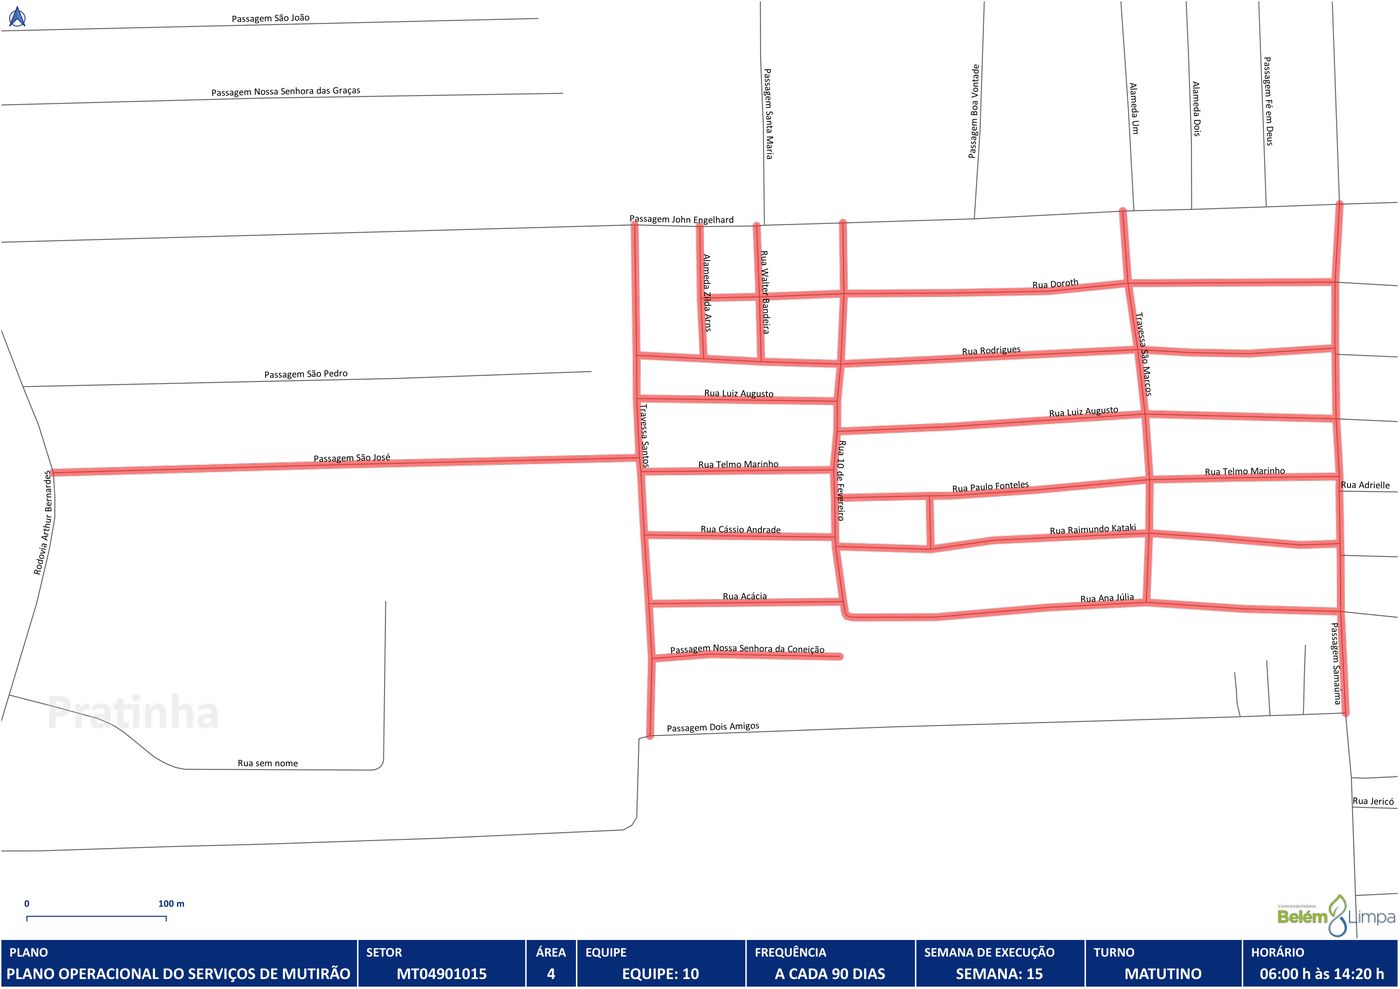 Passagem São João
Passagem Nossa Senhora das Graças
Passagem Santa Maria
Passagem Boa Vontade
Alameda Um
Alameda Dois
Passagem Fé em Deus
Passagem John Engelhard
Alameda Zilda Arns
Rua Walter Bandeira
Rua Doroth
Travessa São Marcos
Rua Rodrigues
Passagem São Pedro
Rua Luiz Augusto
Rua Luiz Augusto
Travessa Santos
Rua 10 de Fevereiro
Passagem São José
Rua Telmo Marinho
Rua Telmo Marinho
Rodovia Arthur Bernardes
Rua Paulo Fonteles
Rua Adrielle
Rua Cássio Andrade
Rua Raimundo Kataki
Rua Acácia
Rua Ana Júlia
Passagem Nossa Senhora da Coneição
Passagem Samaúma
Pratinha
Passagem Dois Amigos
Rua sem nome
Rua Jericó
0 100 m
CONCESSIONÁRIA
Belém Limpa
PLANO
PLANO OPERACIONAL DO SERVIÇOS DE MUTIRÃO
SETOR
MT04901015
ÁREA
4
EQUIPE
EQUIPE: 10
FREQUÊNCIA
A CADA 90 DIAS
SEMANA DE EXECUÇÃO
SEMANA: 15
TURNO
MATUTINO
HORÁRIO
06:00 h às 14:20 h